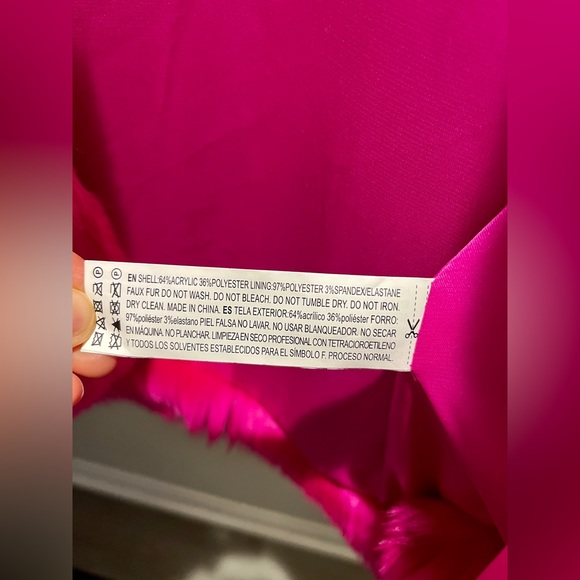 EN SHELL:64%ACRYLIC 36%POLYESTER LINING:97%POLYESTER 3%SPANDEX/ELASTANE
FAUX FUR DO NOT WASH. DO NOT BLEACH. DO NOT TUMBLE DRY. DO NOT IRON.
DRY CLEAN. MADE IN CHINA. ES TELA EXTERIOR:64% acrílico 36%poliéster FORRO:
97%poliéster 3%elastano PIEL FALSA NO LAVAR. NO USAR BLANQUEADOR. NO SECAR
EN MÁQUINA. NO PLANCHAR. LIMPIEZA EN SECO PROFESIONAL CON TETRACIOROETILENO
Y TODOS LOS SOLVENTES ESTABLECIDOS PARA EL SÍMBOLO F. PROCESO NORMAL.